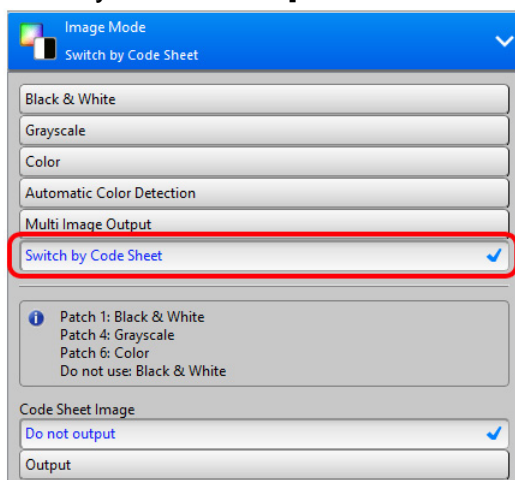 Image Mode
Switch by Code Sheet
Black & White
Grayscale
Color
Automatic Color Detection
Multi Image Output
Switch by Code Sheet
Patch 1: Black & White
Patch 4: Grayscale
Patch 6: Color
Do not use: Black & White
Code Sheet Image
Do not output
Output